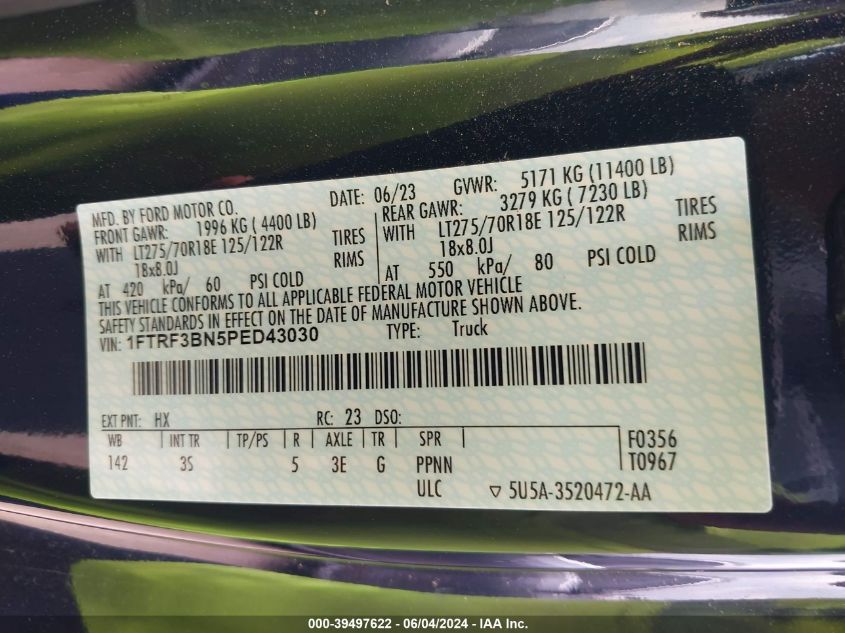 MFD. BY FORD MOTOR CO.
DATE: 06/23 GVWR: 5171 KG (11400 LB)
FRONT GAWR: 1996 KG ( 4400 LB)
REAR GAWR: 3279 KG ( 7230 LB)
WITH LT275/70R18E 125/122R TIRES
WITH LT275/70R18E 125/122R TIRES
18x8.0J RIMS
18x8.0J RIMS
AT 420 kPa/ 60 PSI COLD
AT 550 kPa/ 80 PSI COLD
THIS VEHICLE CONFORMS TO ALL APPLICABLE FEDERAL MOTOR VEHICLE
SAFETY STANDARDS IN EFFECT ON THE DATE OF MANUFACTURE SHOWN ABOVE.
VIN: 1FTRF3BN5PED43030 TYPE: Truck
EXT PNT: HX RC: 23 DSO:
WB INT TR TP/PS R AXLE TR SPR F0356
142 3S 5 3E G PPNN T0967
ULC ▽ 5U5A-3520472-AA
000-39497622 - 06/04/2024 - IAA Inc.